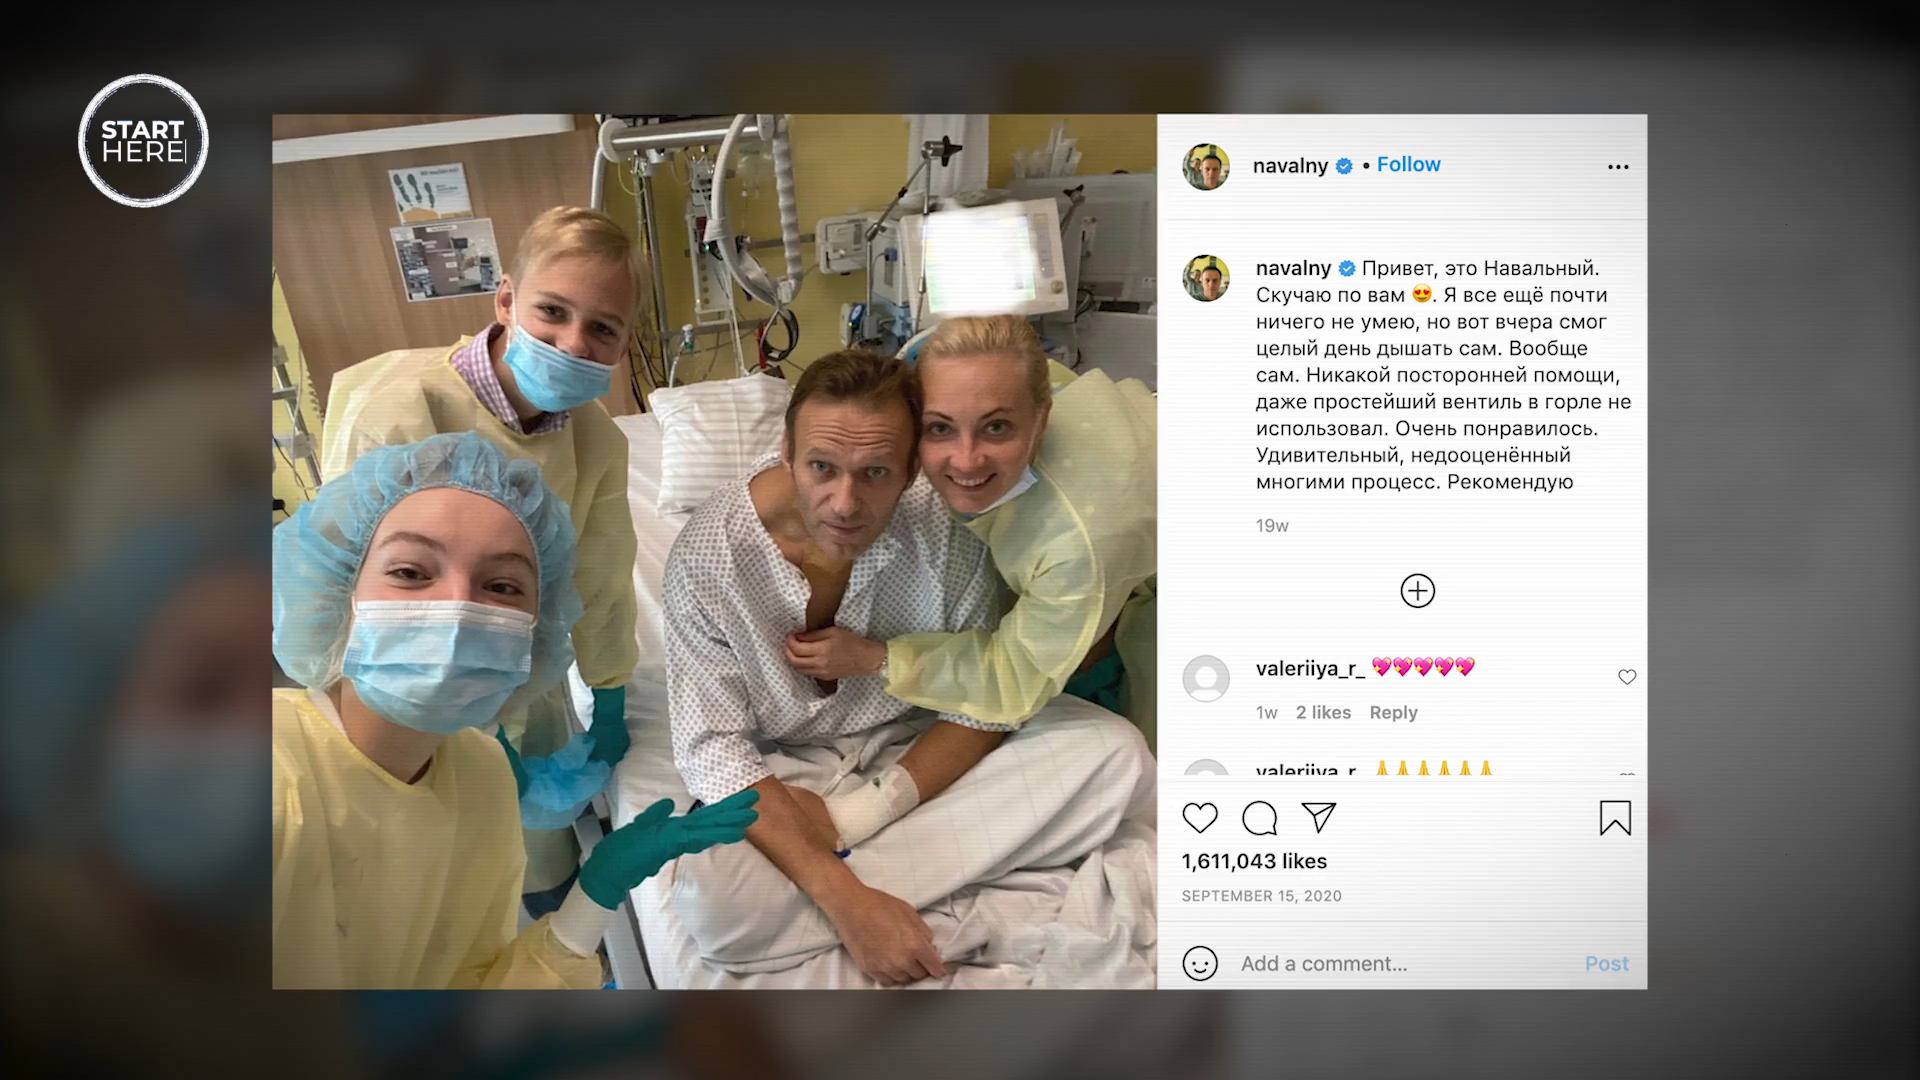 START
HERE
navalny • Follow
navalny Привет, это Навальный.
Скучаю по вам 😍. Я все ещё почти
ничего не умею, но вот вчера смог
целый день дышать сам. Вообще
сам. Никакой посторонней помощи,
даже простейший вентиль в горле не
использовал. Очень понравилось.
Удивительный, недооценённый
многими процесс. Рекомендую
19w
valeriiya_r_ 💖💖💖💖💖
1w 2 likes Reply
valeriiya_r_ 🙏🙏🙏🙏🙏🙏
1,611,043 likes
SEPTEMBER 15, 2020
Add a comment... Post